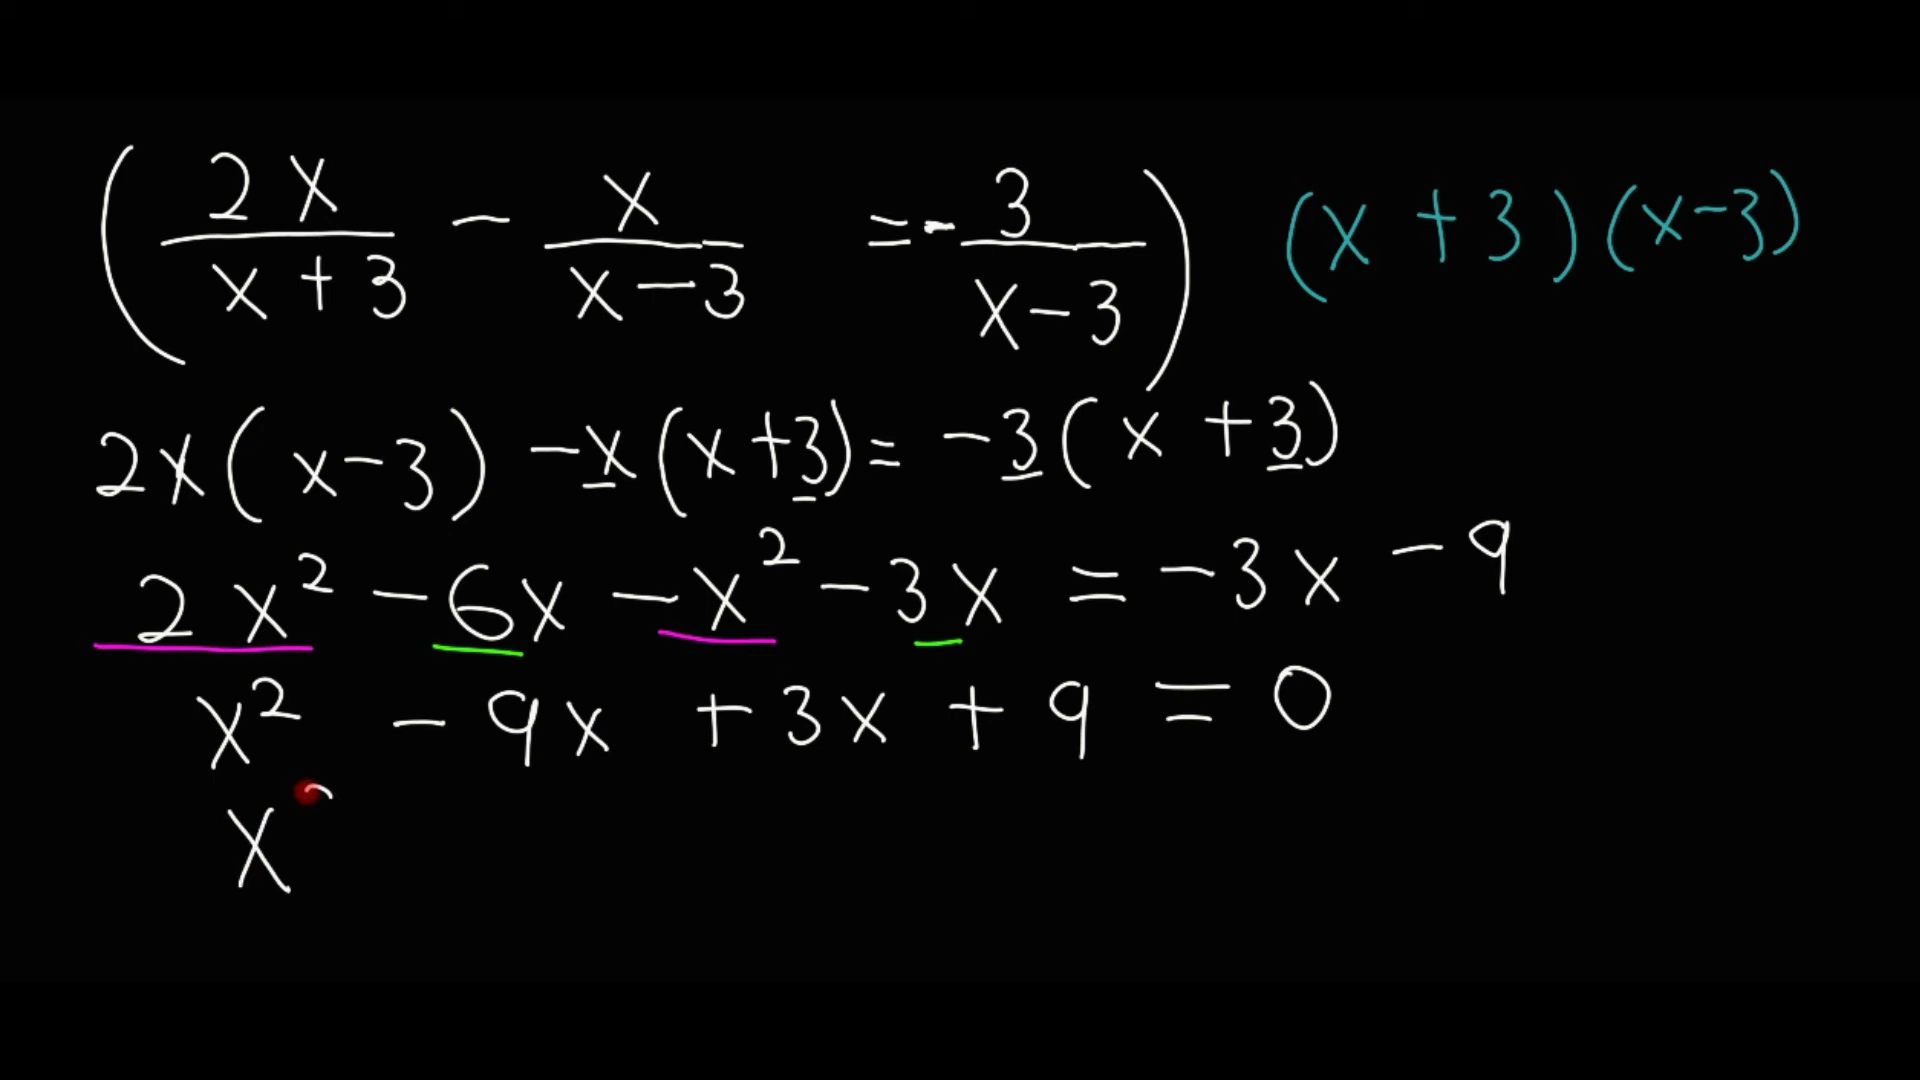 ( 2x/(x + 3) - x/(x - 3) = - 3/(x - 3) ) (x + 3)(x - 3)
2x(x - 3) - x(x + 3) = -3(x + 3)
2x² - 6x - x² - 3x = -3x - 9
x² - 9x + 3x + 9 = 0
x